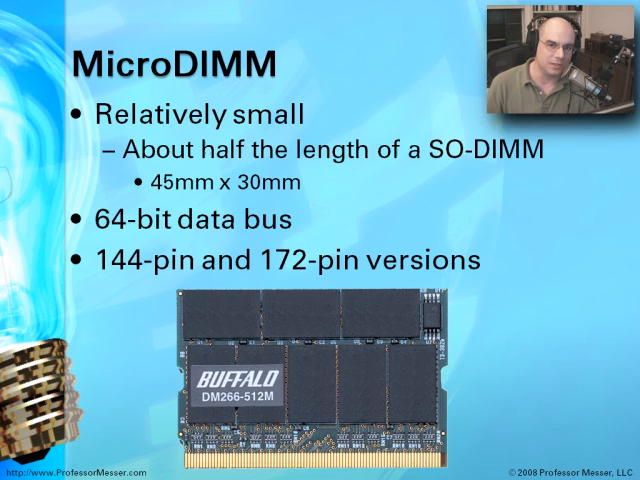 MicroDIMM
• Relatively small
– About half the length of a SO-DIMM
• 45mm x 30mm
• 64-bit data bus
• 144-pin and 172-pin versions
BUFFALO
DM266-512M
http://www.ProfessorMesser.com
© 2008 Professor Messer, LLC